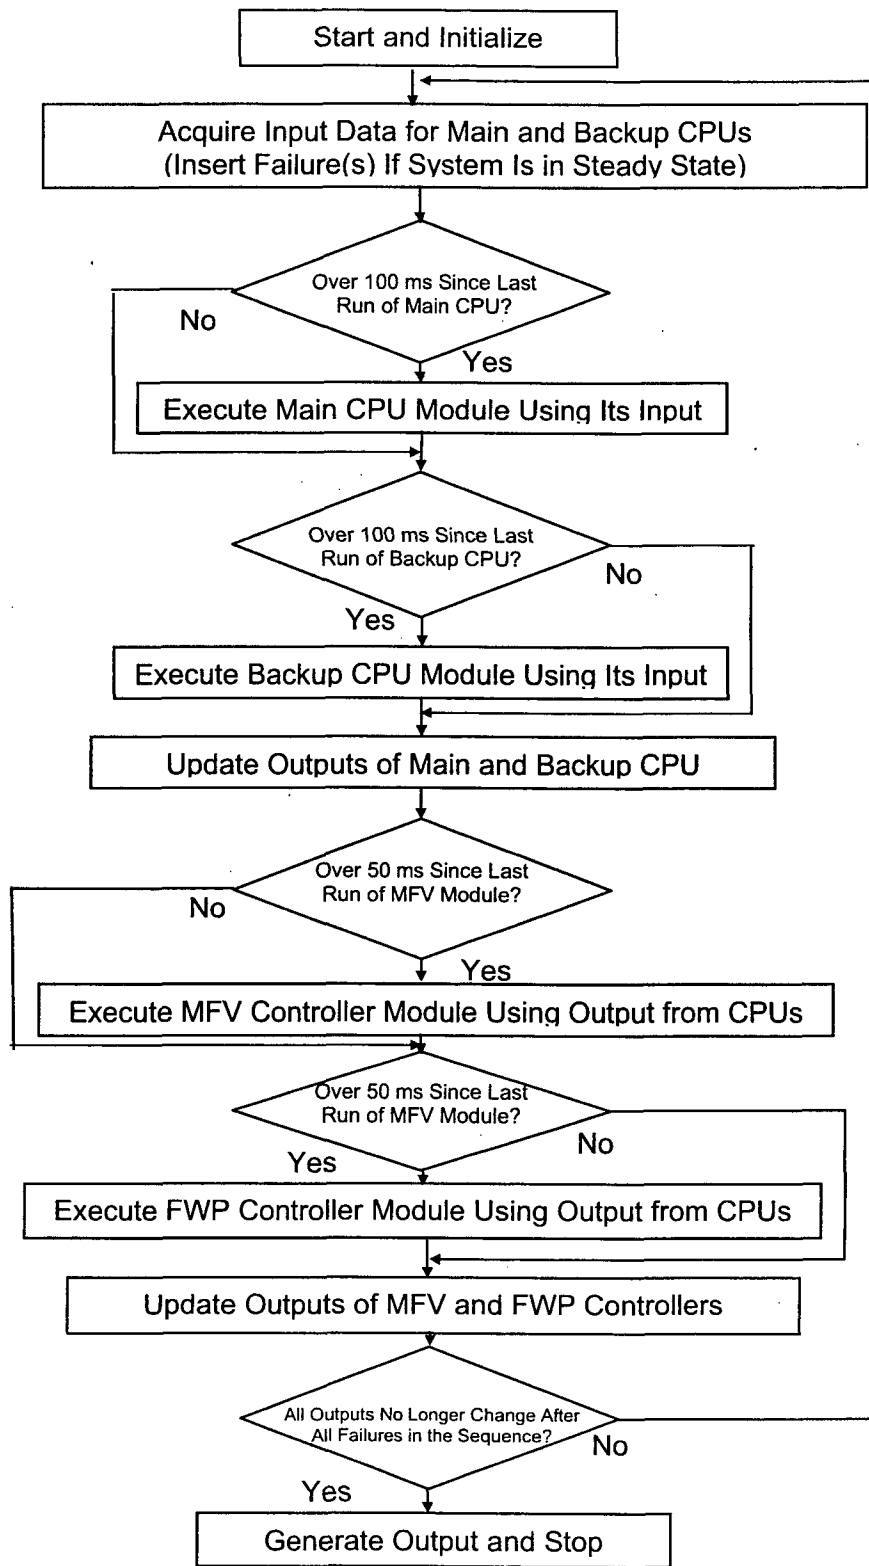 Start and Initialize
Acquire Input Data for Main and Backup CPUs
(Insert Failure(s) If System Is in Steady State)
Over 100 ms Since Last
Run of Main CPU?
No
Yes
Execute Main CPU Module Using Its Input
Over 100 ms Since Last
Run of Backup CPU?
No
Yes
Execute Backup CPU Module Using Its Input
Update Outputs of Main and Backup CPU
Over 50 ms Since Last
Run of MFV Module?
No
Yes
Execute MFV Controller Module Using Output from CPUs
Over 50 ms Since Last
Run of MFV Module?
No
Yes
Execute FWP Controller Module Using Output from CPUs
Update Outputs of MFV and FWP Controllers
All Outputs No Longer Change After
All Failures in the Sequence?
No
Yes
Generate Output and Stop